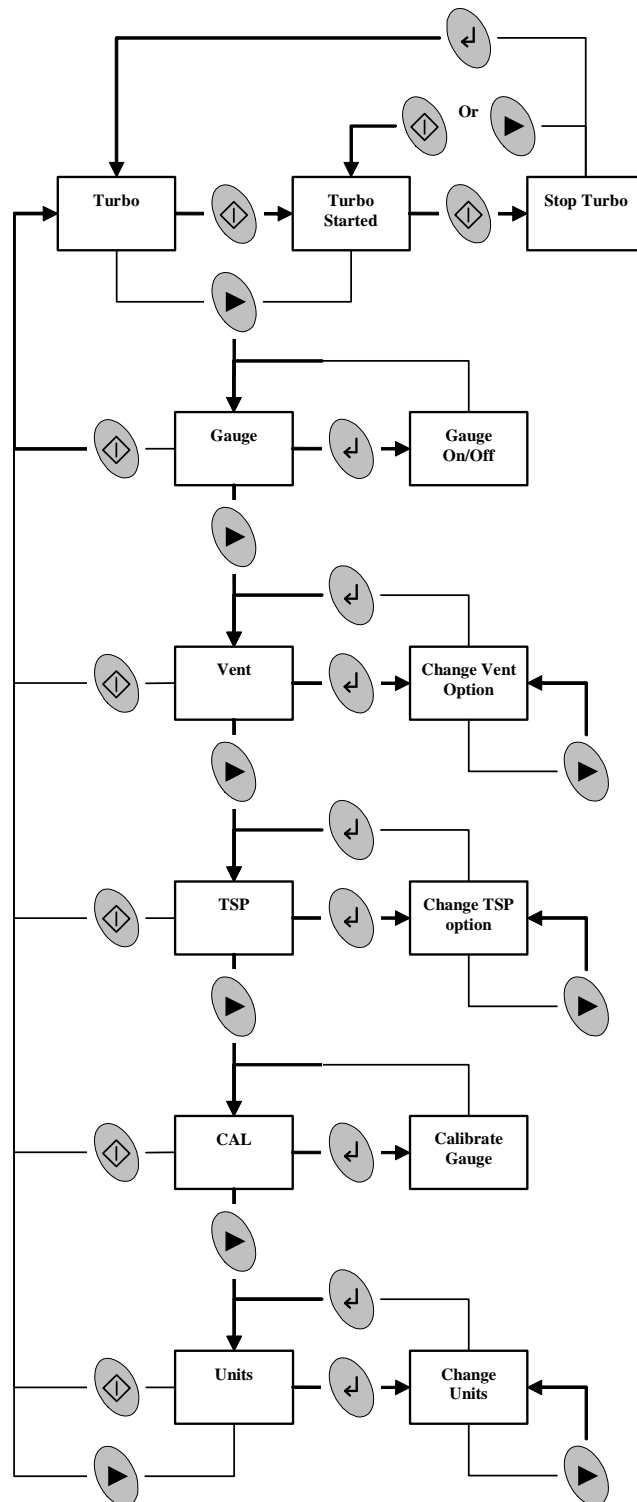 Or
Turbo
Turbo
Started
Stop Turbo
Gauge
Gauge
On/Off
Vent
Change Vent
Option
TSP
Change TSP
option
CAL
Calibrate
Gauge
Units
Change
Units